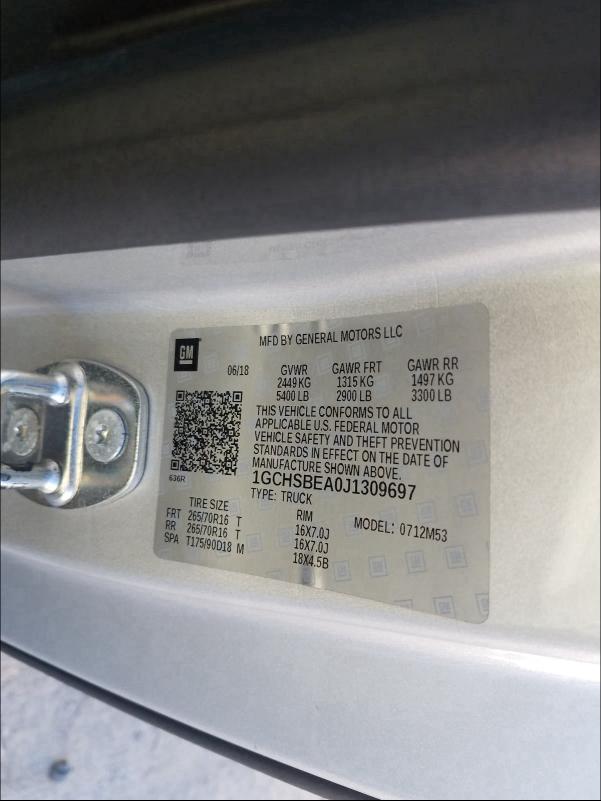 GM
MFD BY GENERAL MOTORS LLC
06/18 GVWR GAWR FRT GAWR RR
2449 KG 1315 KG 1497 KG
5400 LB 2900 LB 3300 LB
THIS VEHICLE CONFORMS TO ALL
APPLICABLE U.S. FEDERAL MOTOR
VEHICLE SAFETY AND THEFT PREVENTION
STANDARDS IN EFFECT ON THE DATE OF
MANUFACTURE SHOWN ABOVE.
636R
1GCHSBEA0J1309697
TYPE: TRUCK
TIRE SIZE RIM MODEL: 0712M53
FRT 265/70R16 T 16X7.0J
RR 265/70R16 T 16X7.0J
SPA T175/90D18 M 18X4.5B